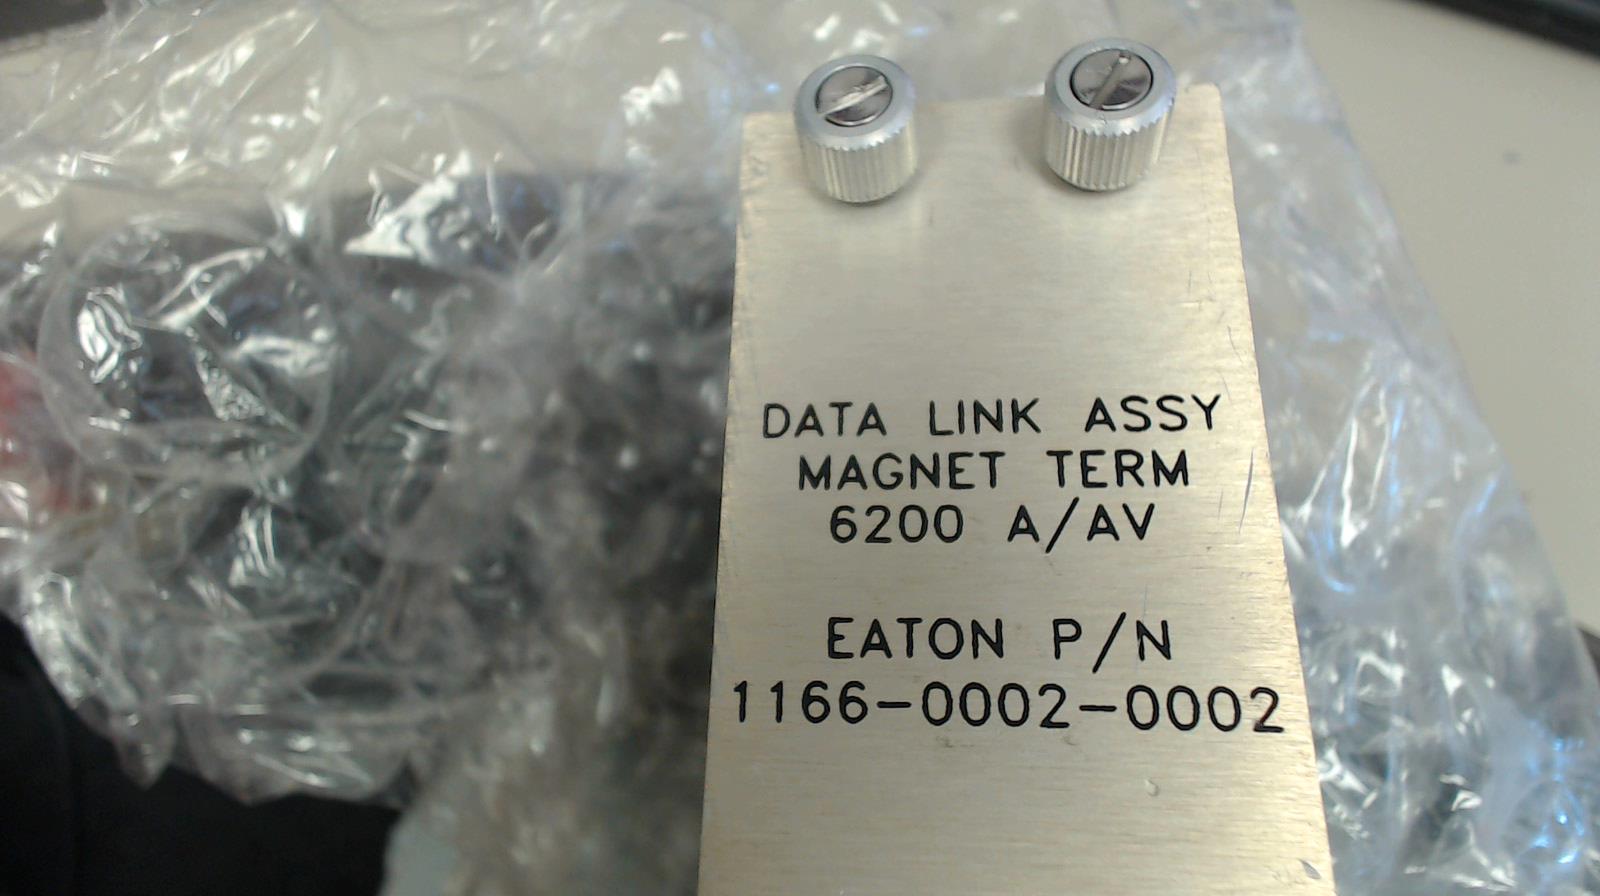 DATA LINK ASSY
MAGNET TERM
6200 A/AV
EATON P/N
1166-0002-0002